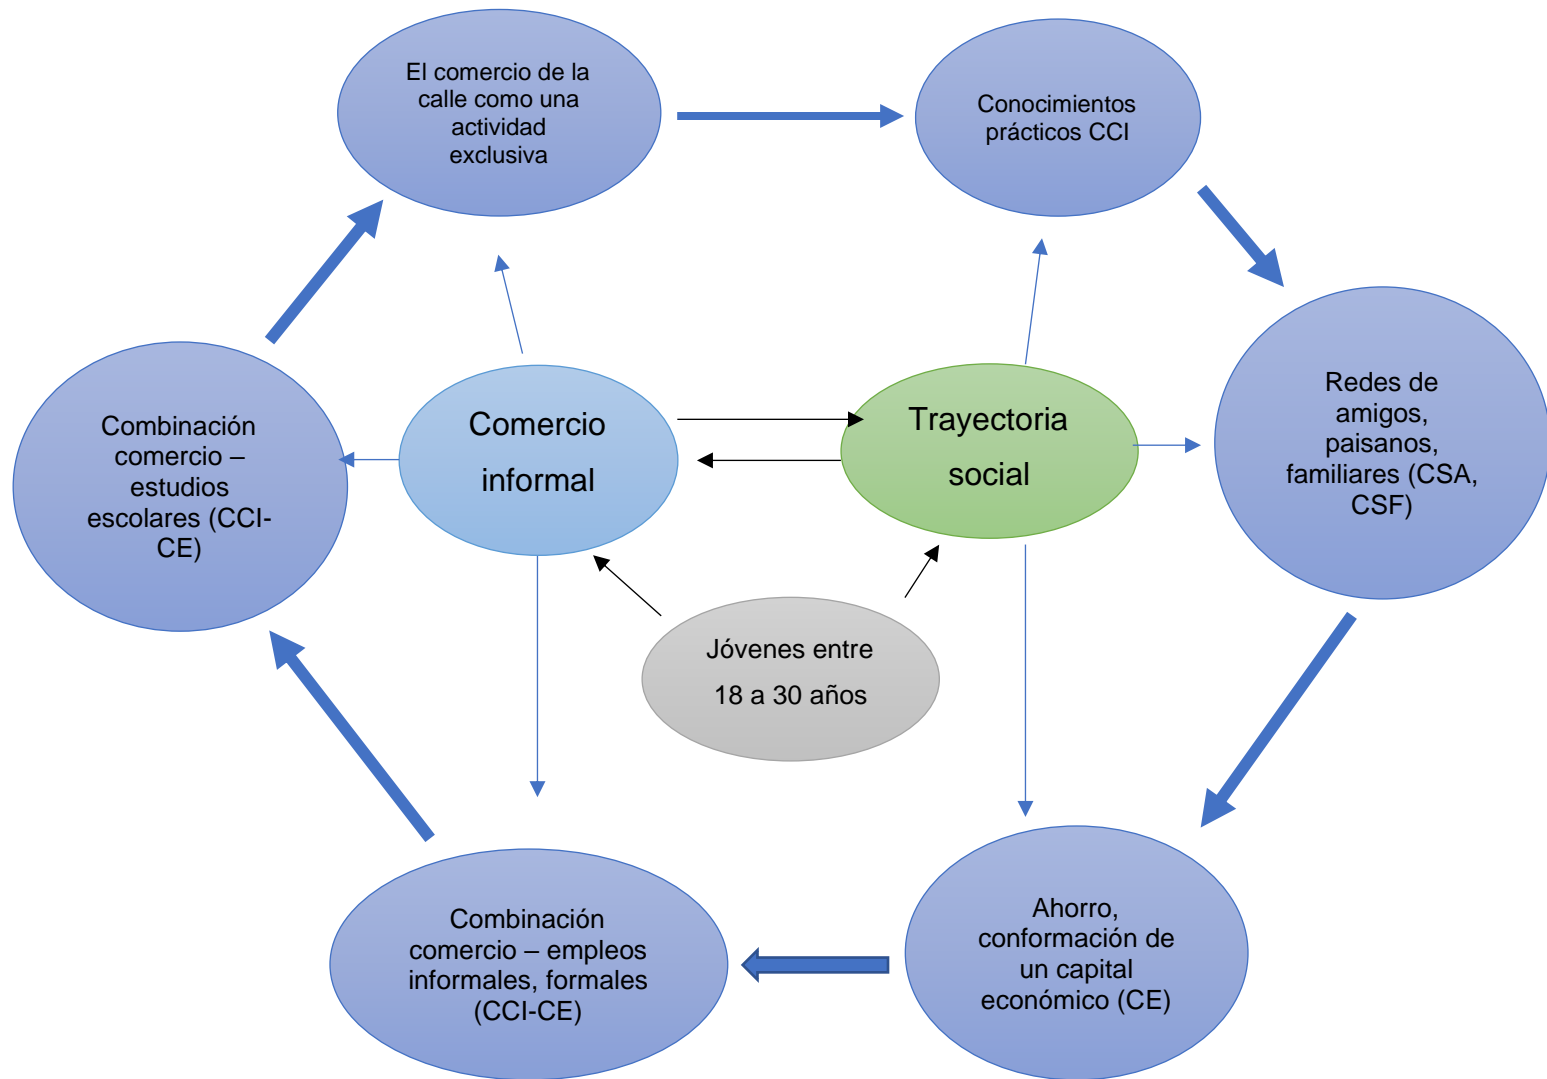 El comercio de la
calle como una
actividad
exclusiva
Conocimientos
prácticos CCI
Combinación
comercio –
estudios
escolares (CCI-
CE)
Comercio
informal
Trayectoria
social
Redes de
amigos,
paisanos,
familiares (CSA,
CSF)
Jóvenes entre
18 a 30 años
Combinación
comercio – empleos
informales, formales
(CCI-CE)
Ahorro,
conformación de
un capital
económico (CE)